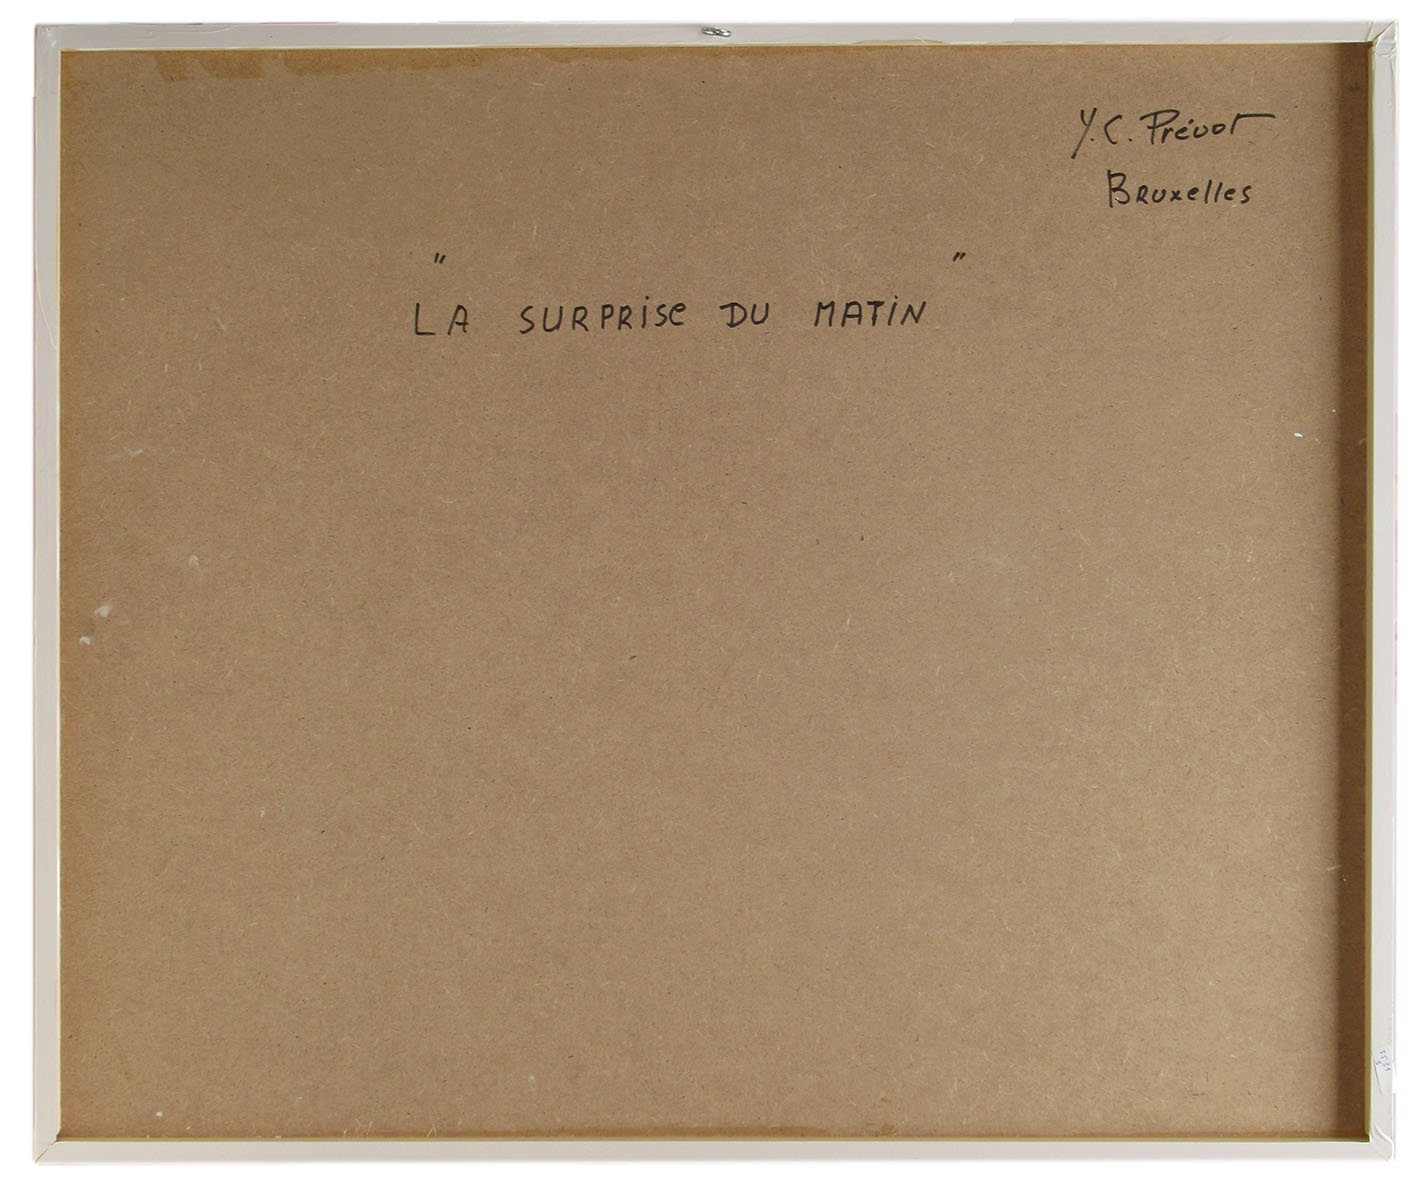 Y. C. Prévot
Bruxelles
" "
LA SURPRiSe DU MATiN